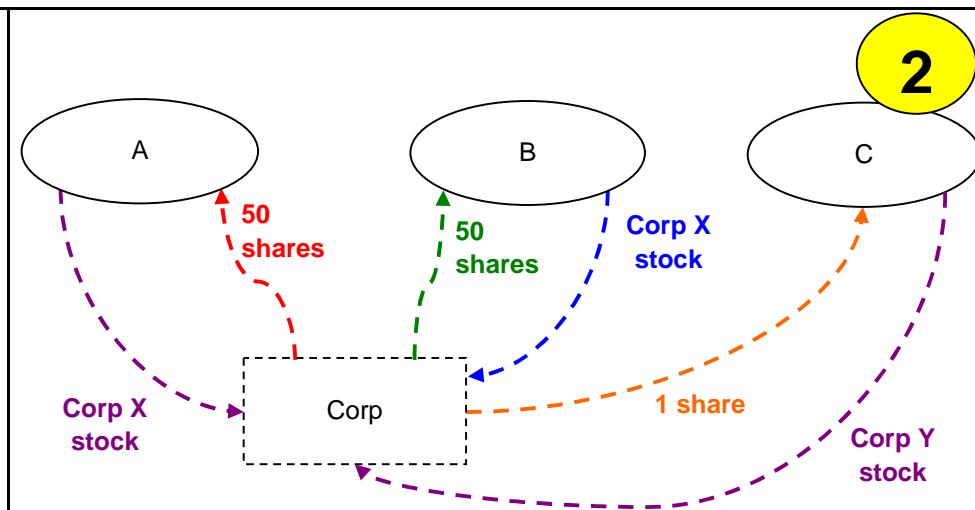 2
A
B
C
50
shares
50
shares
Corp X
stock
Corp X
stock
Corp
1 share
Corp Y
stock